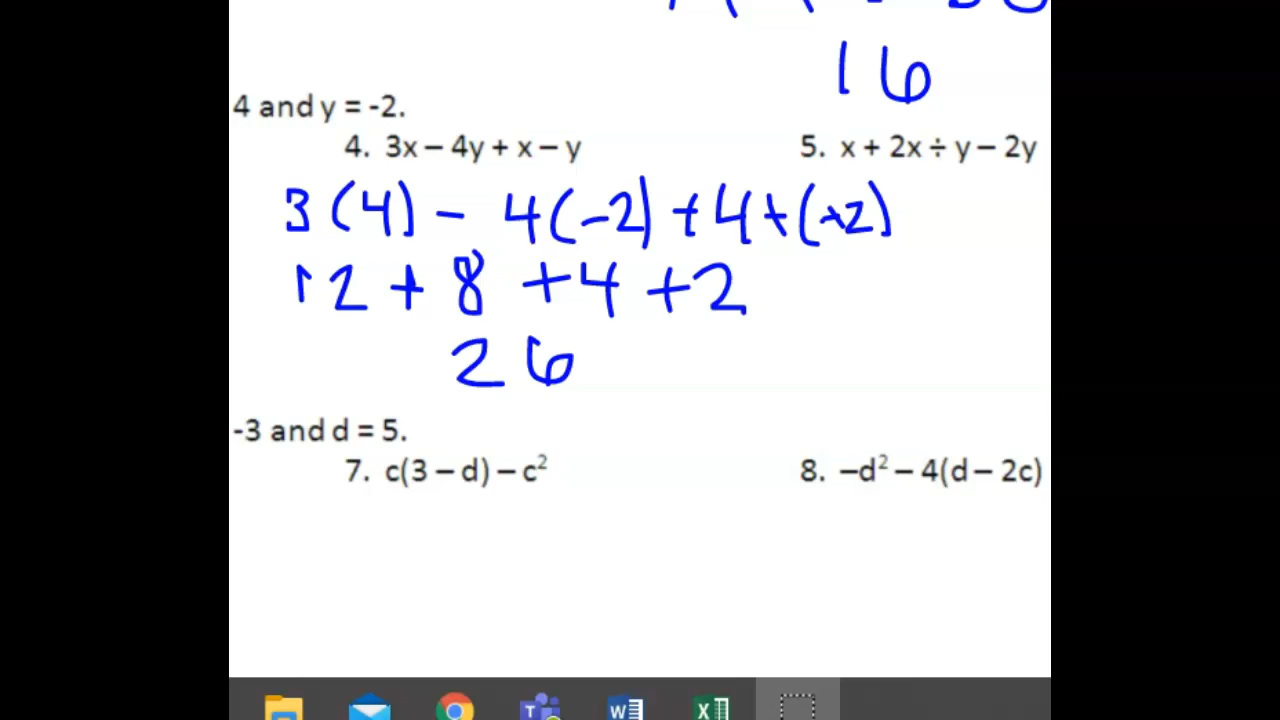 16
4 and y = -2.
4. 3x – 4y + x – y
5. x + 2x ÷ y – 2y
3(4) - 4(-2) +4+(+2)
12 + 8 +4 +2
26
-3 and d = 5.
7. c(3 – d) – c²
8. –d² – 4(d – 2c)